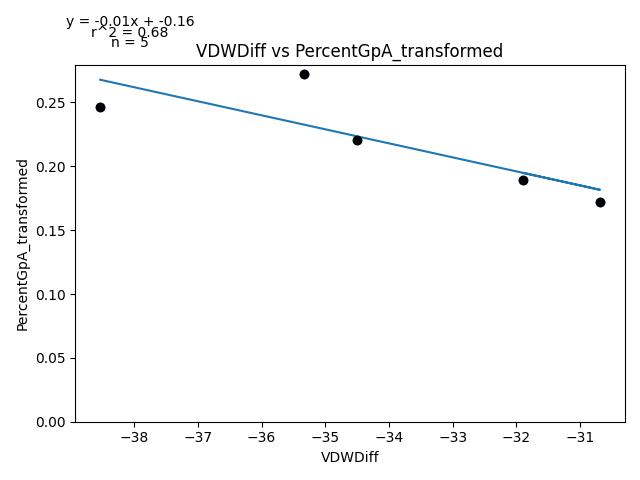 y = -0.01x + -0.16
r^2 = 0.68
n = 5
VDWDiff vs PercentGpA_transformed
PercentGpA_transformed
0.25
0.20
0.15
0.10
0.05
0.00
−38 −37 −36 −35 −34 −33 −32 −31
VDWDiff